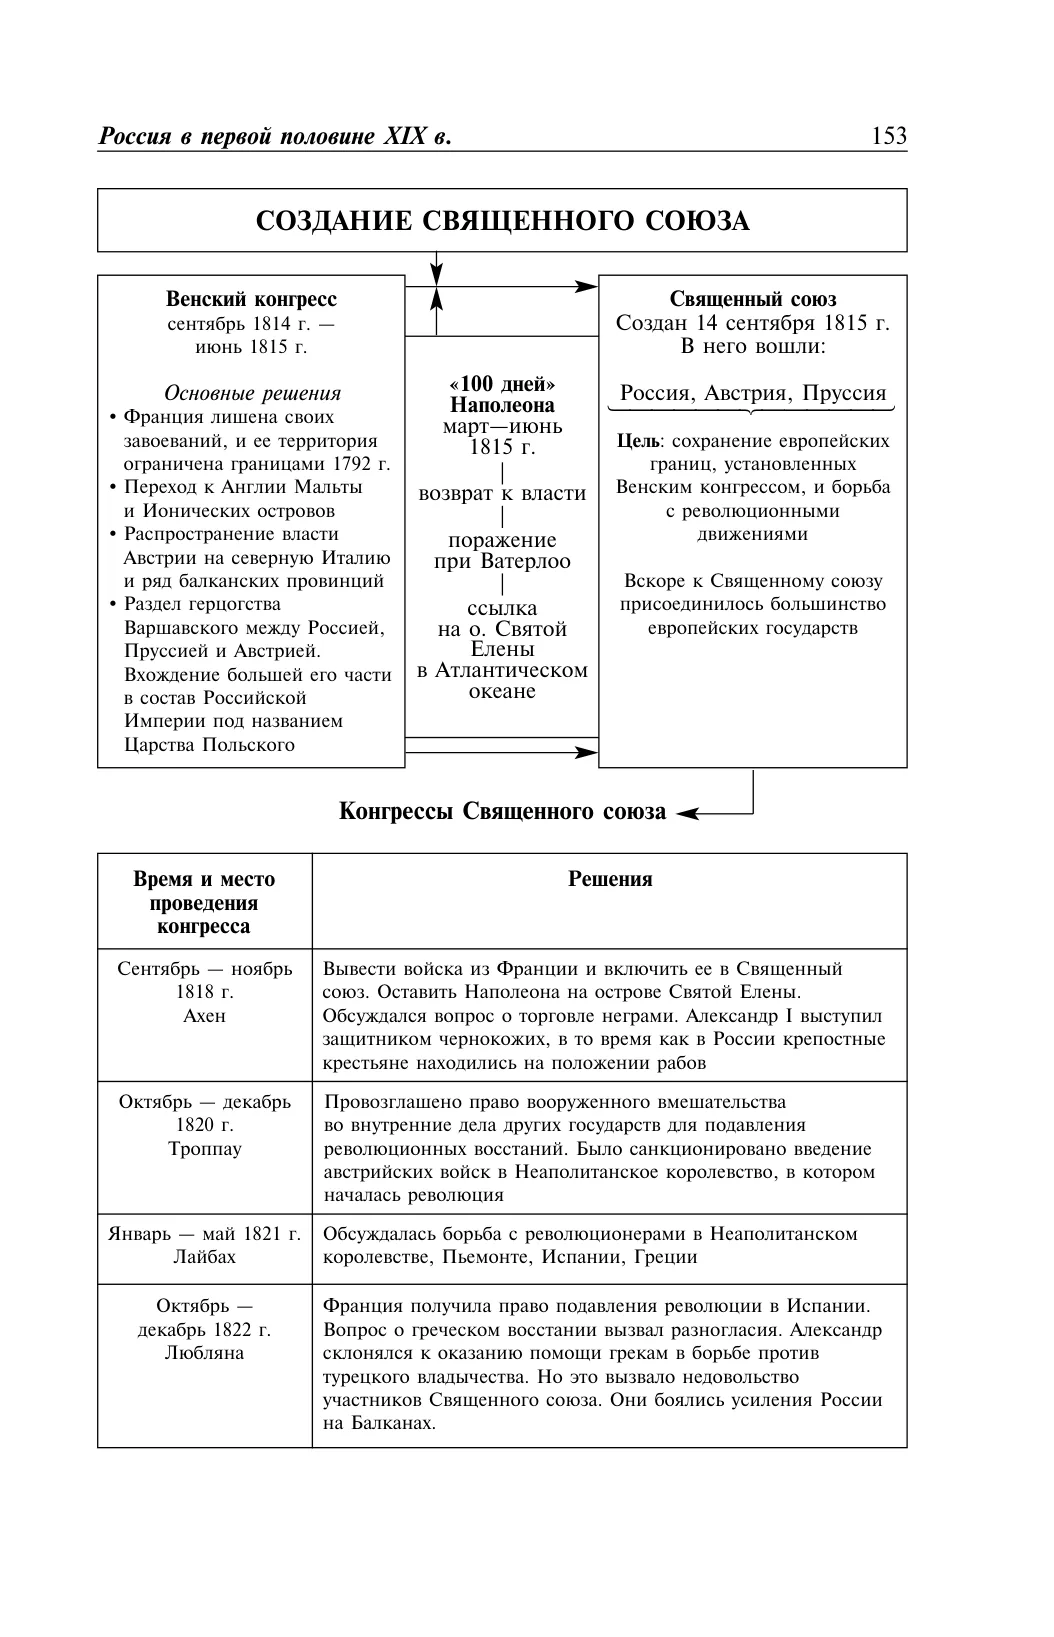 Россия в первой половине XIX в. 153
СОЗДАНИЕ СВЯЩЕННОГО СОЮЗА
Венский конгресс
сентябрь 1814 г. —
июнь 1815 г.
Основные решения
• Франция лишена своих
завоеваний, и ее территория
ограничена границами 1792 г.
• Переход к Англии Мальты
и Ионических островов
• Распространение власти
Австрии на северную Италию
и ряд балканских провинций
• Раздел герцогства
Варшавского между Россией,
Пруссией и Австрией.
Вхождение большей его части
в состав Российской
Империи под названием
Царства Польского
«100 дней»
Наполеона
март—июнь
1815 г.
возврат к власти
поражение
при Ватерлоо
ссылка
на о. Святой
Елены
в Атлантическом
океане
Священный союз
Создан 14 сентября 1815 г.
В него вошли:
Россия, Австрия, Пруссия
Цель: сохранение европейских
границ, установленных
Венским конгрессом, и борьба
с революционными
движениями
Вскоре к Священному союзу
присоединилось большинство
европейских государств
Конгрессы Священного союза
Время и место
проведения
конгресса
Решения
Сентябрь — ноябрь
1818 г.
Ахен
Вывести войска из Франции и включить ее в Священный
союз. Оставить Наполеона на острове Святой Елены.
Обсуждался вопрос о торговле неграми. Александр I выступил
защитником чернокожих, в то время как в России крепостные
крестьяне находились на положении рабов
Октябрь — декабрь
1820 г.
Троппау
Провозглашено право вооруженного вмешательства
во внутренние дела других государств для подавления
революционных восстаний. Было санкционировано введение
австрийских войск в Неаполитанское королевство, в котором
началась революция
Январь — май 1821 г.
Лайбах
Обсуждалась борьба с революционерами в Неаполитанском
королевстве, Пьемонте, Испании, Греции
Октябрь —
декабрь 1822 г.
Любляна
Франция получила право подавления революции в Испании.
Вопрос о греческом восстании вызвал разногласия. Александр
склонялся к оказанию помощи грекам в борьбе против
турецкого владычества. Но это вызвало недовольство
участников Священного союза. Они боялись усиления России
на Балканах.